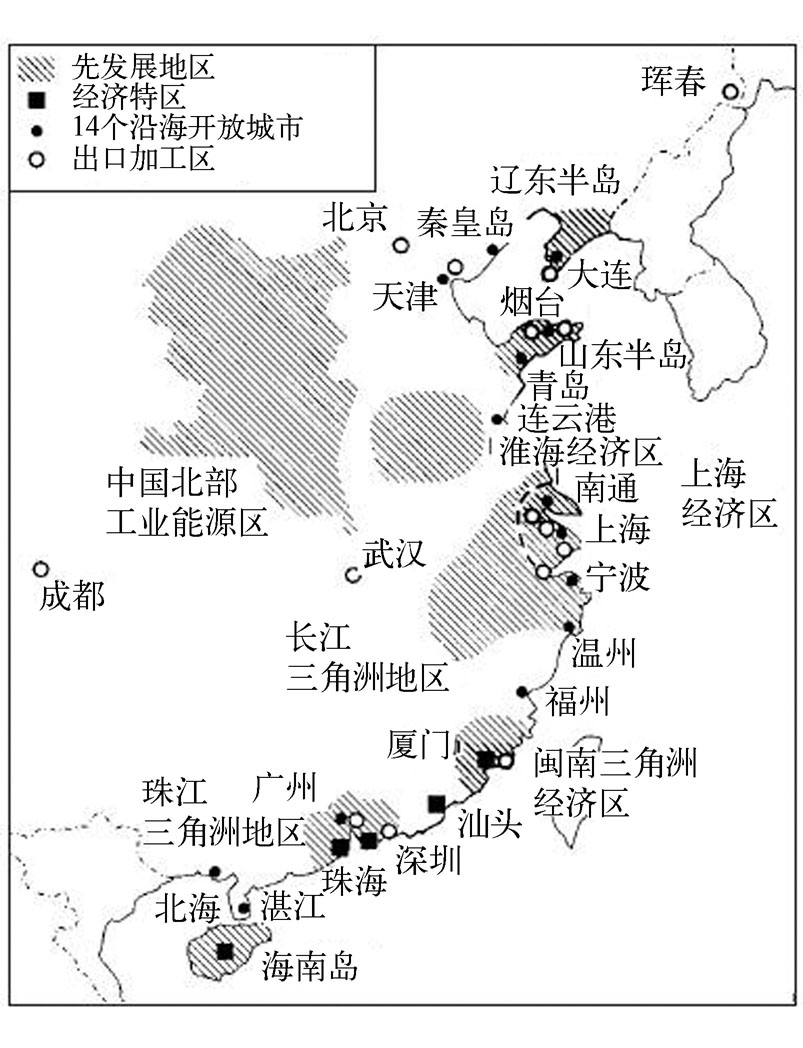 先发展地区
经济特区
14个沿海开放城市
出口加工区
珲春
辽东半岛
北京
秦皇岛
天津
大连
烟台
山东半岛
青岛
连云港
淮海经济区
中国北部
工业能源区
南通
上海
经济区
上海
武汉
成都
宁波
长江
三角洲地区
温州
福州
厦门
闽南三角洲
经济区
珠江
三角洲地区
广州
汕头
深圳
珠海
北海
湛江
海南岛